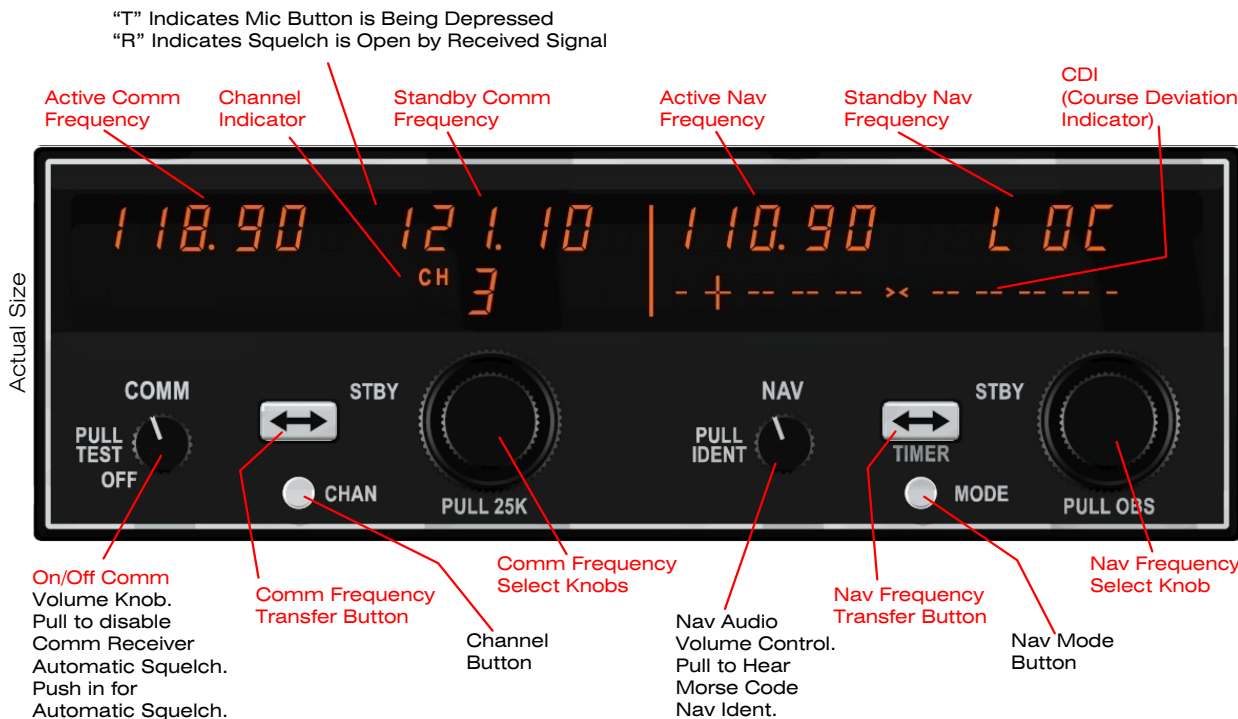 “T” Indicates Mic Button is Being Depressed
“R” Indicates Squelch is Open by Received Signal
Active Comm
Frequency
Channel
Indicator
Standby Comm
Frequency
Active Nav
Frequency
Standby Nav
Frequency
CDI
(Course Deviation
Indicator)
Actual Size
118.90 121.10 110.90 LOC
CH 3
COMM
PULL
TEST
OFF
STBY
CHAN
PULL 25K
NAV
PULL
IDENT
TIMER
STBY
MODE
PULL OBS
On/Off Comm
Volume Knob.
Pull to disable
Comm Receiver
Automatic Squelch.
Push in for
Automatic Squelch.
Comm Frequency
Transfer Button
Channel
Button
Comm Frequency
Select Knobs
Nav Audio
Volume Control.
Pull to Hear
Morse Code
Nav Ident.
Nav Frequency
Transfer Button
Nav Mode
Button
Nav Frequency
Select Knob